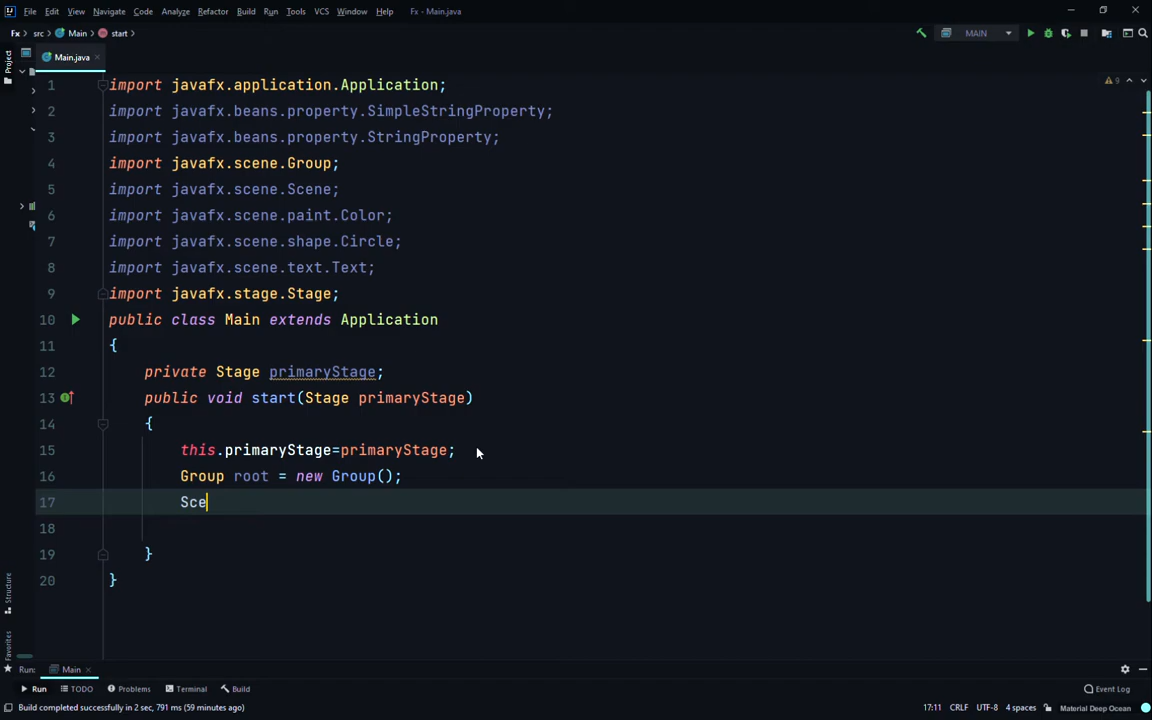 File Edit View Navigate Code Analyze Refactor Build Run Tools VCS Window Help Fx - Main.java
Fx src Main start MAIN
Project
Main.java
1 import javafx.application.Application;
2 import javafx.beans.property.SimpleStringProperty;
3 import javafx.beans.property.StringProperty;
4 import javafx.scene.Group;
5 import javafx.scene.Scene;
6 import javafx.scene.paint.Color;
7 import javafx.scene.shape.Circle;
8 import javafx.scene.text.Text;
9 import javafx.stage.Stage;
10 public class Main extends Application
11 {
12 private Stage primaryStage;
13 public void start(Stage primaryStage)
14 {
15 this.primaryStage=primaryStage;
16 Group root = new Group();
17 Sce
18
19 }
20 }
9
Structure
Favorites
Run: Main
Run TODO Problems Terminal Build Event Log
Build completed successfully in 2 sec, 791 ms (59 minutes ago) 17:11 CRLF UTF-8 4 spaces Material Deep Ocean